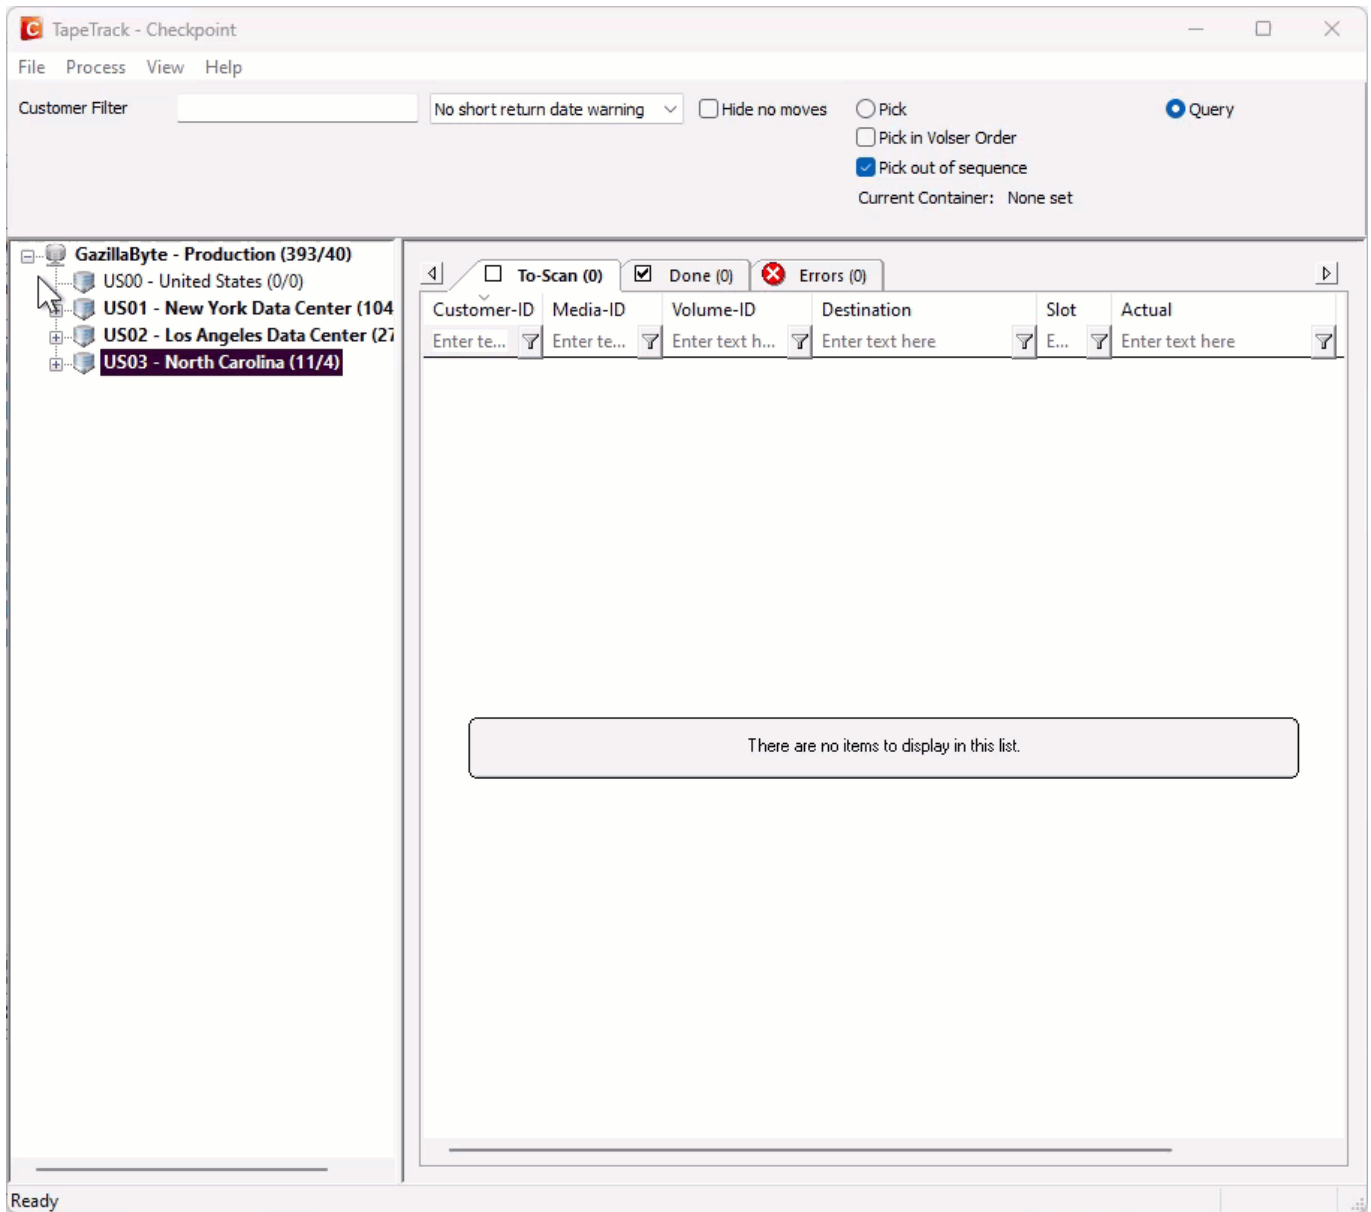 TapeTrack - Checkpoint
File Process View Help
Customer Filter No short return date warning Hide no moves Pick Query
Pick in Volser Order
Pick out of sequence
Current Container: None set
GazillaByte - Production (393/40)
US00 - United States (0/0)
US01 - New York Data Center (104
US02 - Los Angeles Data Center (27
US03 - North Carolina (11/4)
To-Scan (0) Done (0) Errors (0)
Customer-ID Media-ID Volume-ID Destination Slot Actual
Enter te... Enter te... Enter text h... Enter text here E... Enter text here
There are no items to display in this list.
Ready